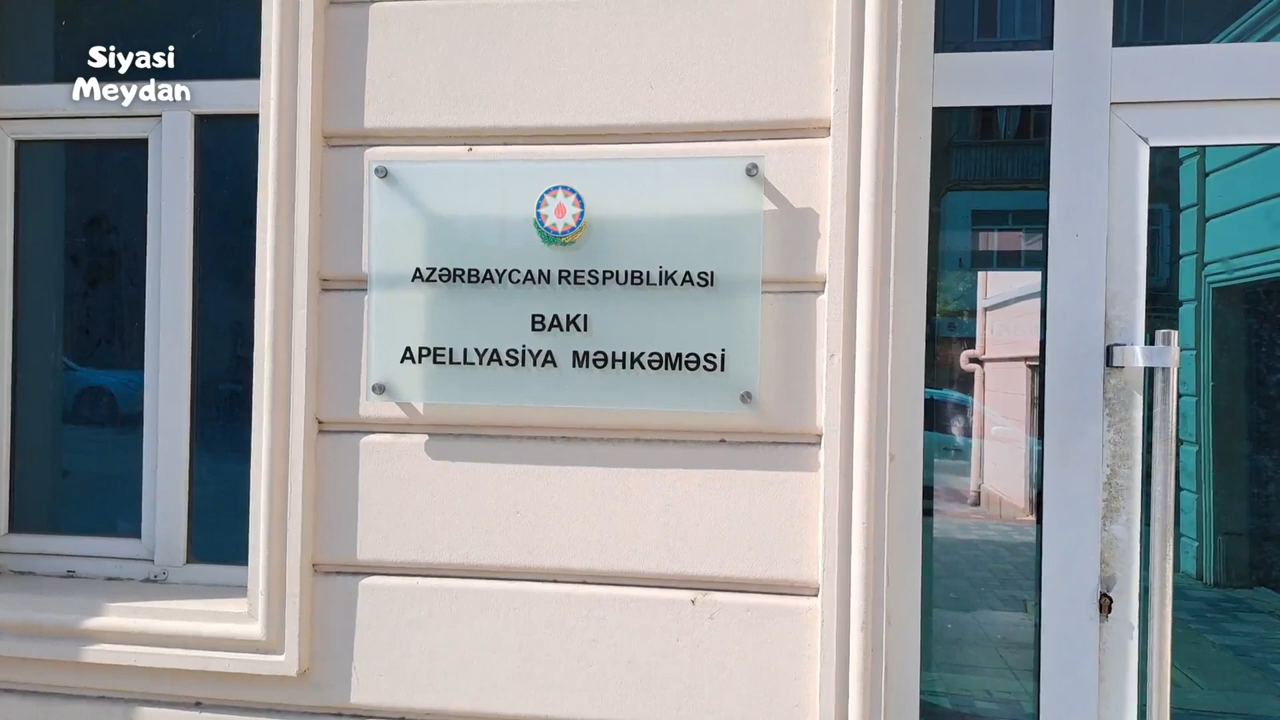 Siyasi
Meydan
AZƏRBAYCAN RESPUBLİKASI
BAKI
APELLYASİYA MƏHKƏMƏSİ